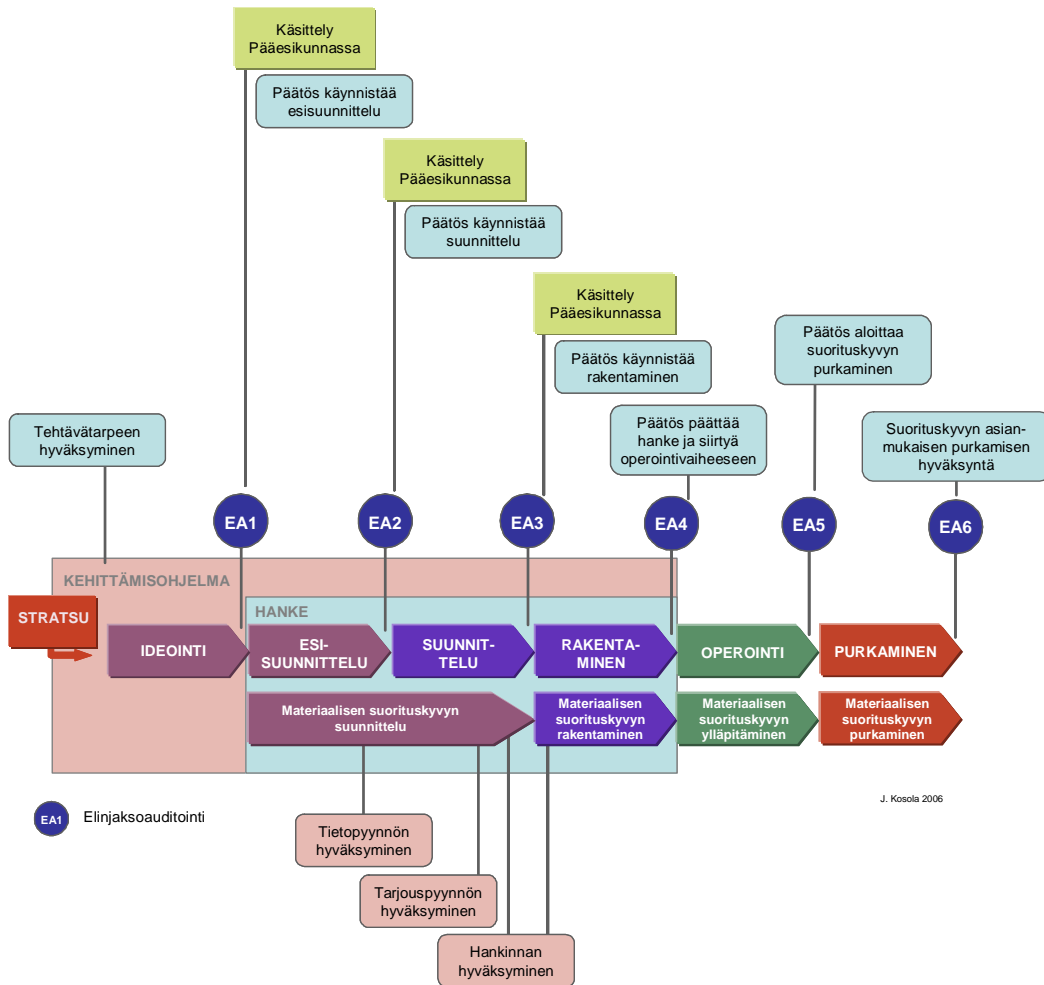 Käsittely
Pääesikunnassa
Päätös käynnistää
esisuunnittelu
Käsittely
Pääesikunnassa
Päätös käynnistää
suunnittelu
Käsittely
Pääesikunnassa
Päätös käynnistää
rakentaminen
Päätös aloittaa
suorituskyvyn
purkaminen
Tehtävätarpeen
hyväksyminen
Päätös päättää
hanke ja siirtyä
operointivaiheeseen
Suorituskyvyn asian-
mukaisen purkamisen
hyväksyntä
EA1
EA2
EA3
EA4
EA5
EA6
KEHITTÄMISOHJELMA
HANKE
STRATSU
IDEOINTI
ESI-
SUUNNITTELU
SUUNNIT-
TELU
RAKENTA-
MINEN
OPEROINTI
PURKAMINEN
Materiaalisen suorituskyvyn
suunnittelu
Materiaalisen
suorituskyvyn
rakentaminen
Materiaalisen
suorituskyvyn
ylläpitäminen
Materiaalisen
suorituskyvyn
purkaminen
J. Kosola 2006
EA1
Elinjaksoauditointi
Tietopyynnön
hyväksyminen
Tarjouspyynnön
hyväksyminen
Hankinnan
hyväksyminen